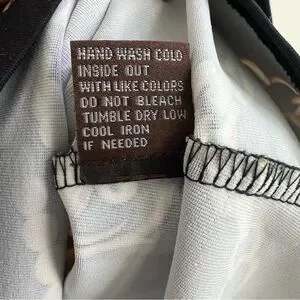 HAND WASH COLD
INSIDE OUT
WITH LIKE COLORS
DO NOT BLEACH
TUMBLE DRY LOW
COOL IRON
IF NEEDED